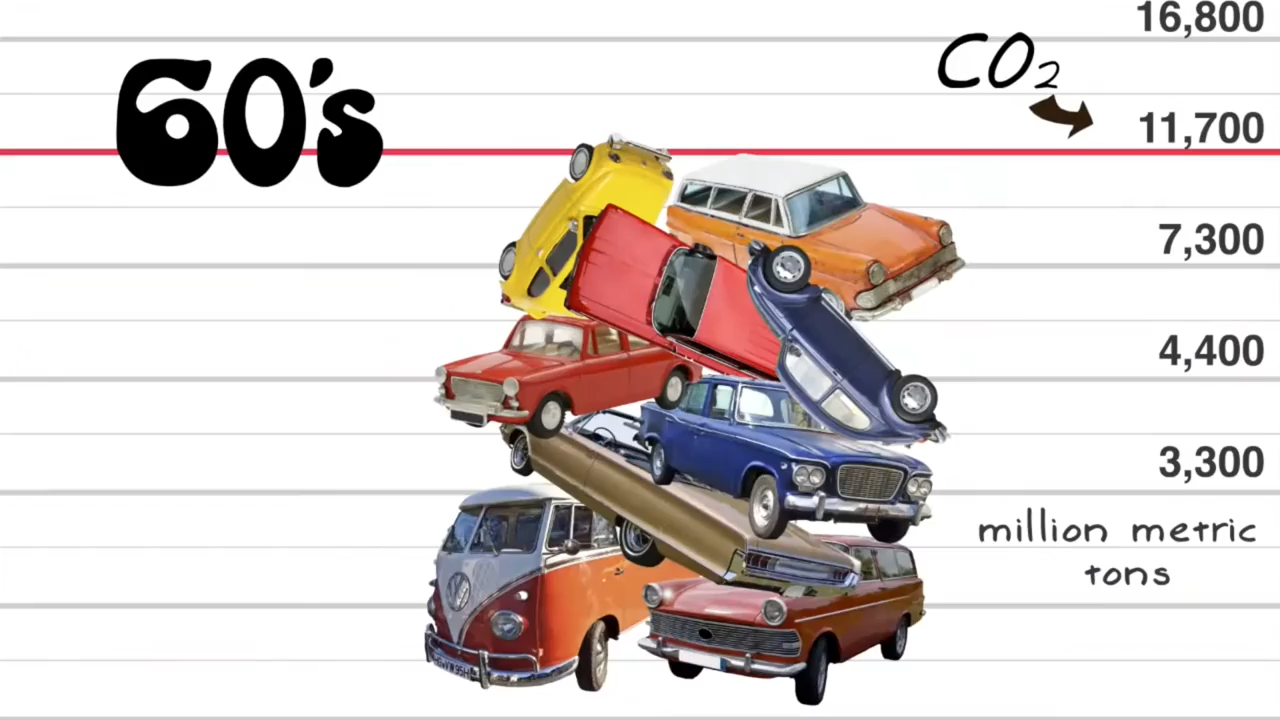 16,800
CO₂
60's
11,700
7,300
4,400
3,300
million metric
tons